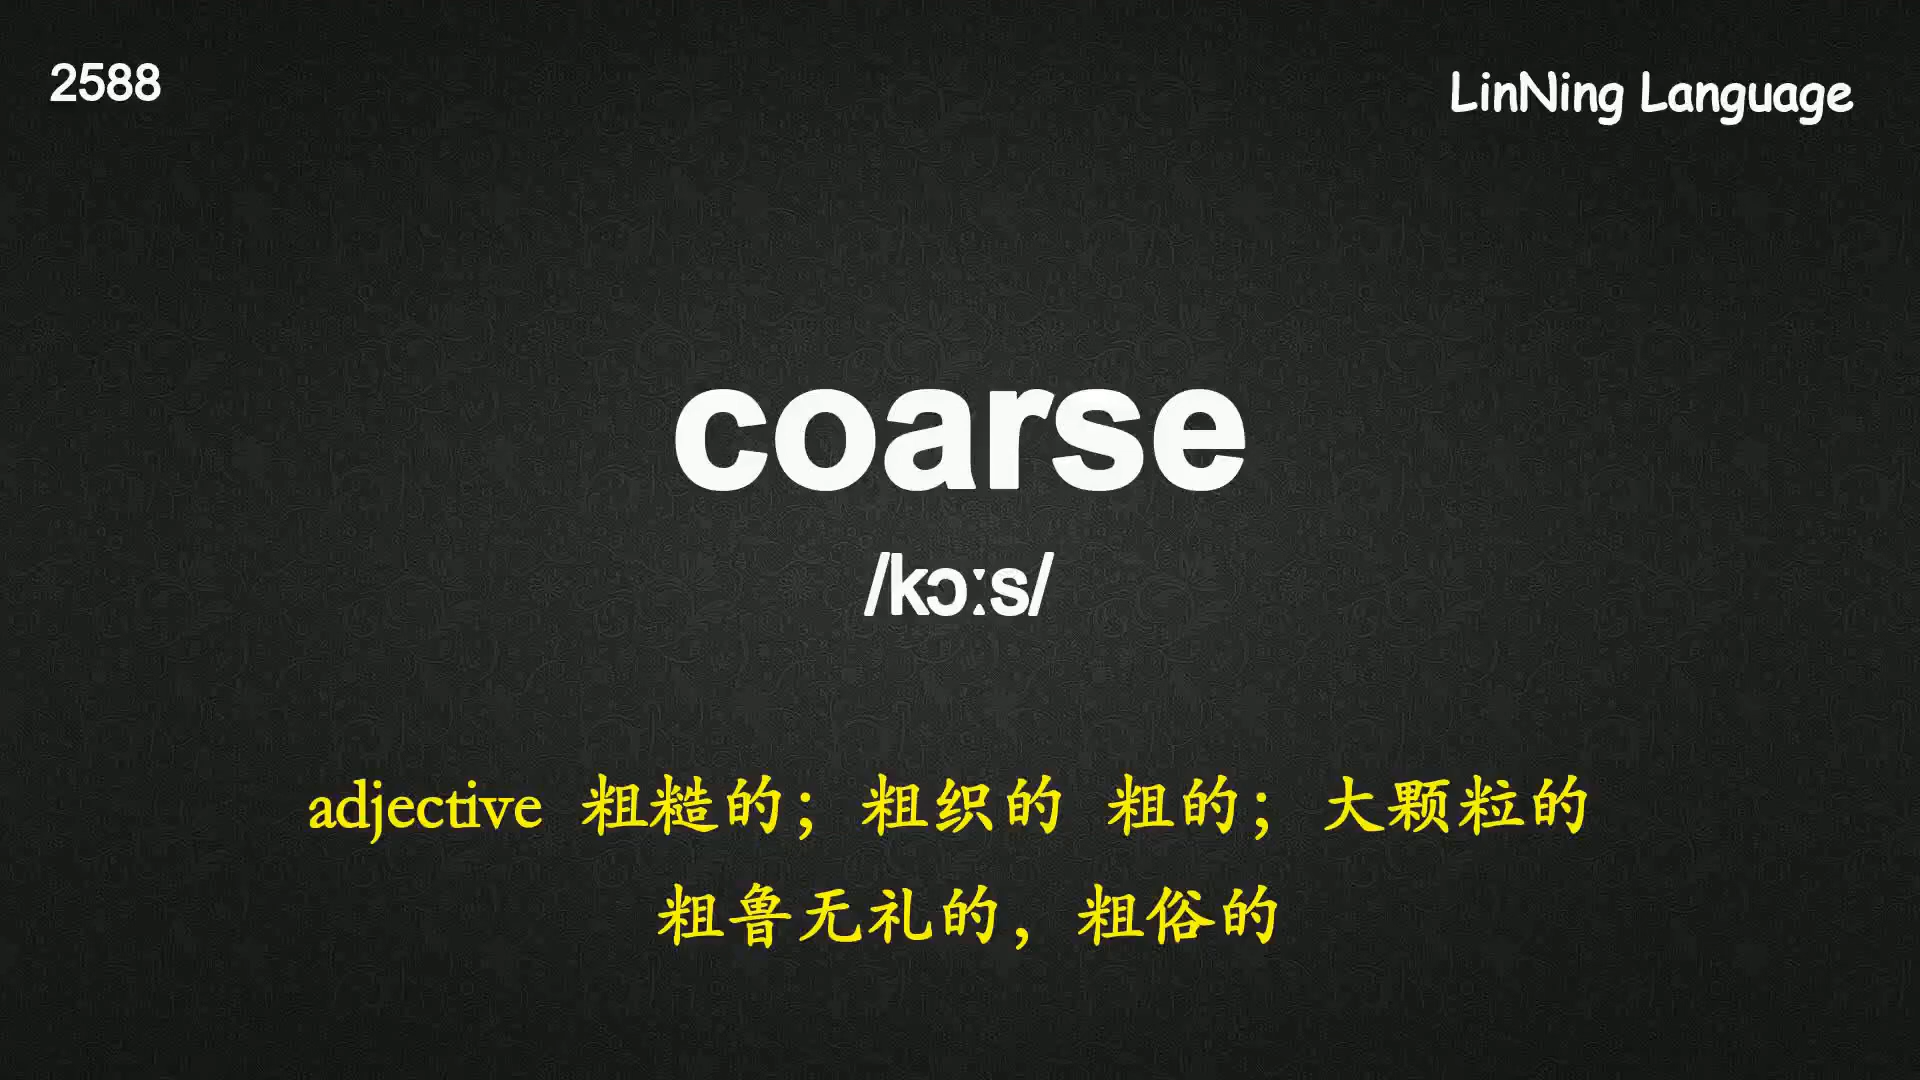 2588
LinNing Language
coarse
/kɔːs/
adjective 粗糙的；粗织的 粗的；大颗粒的
粗鲁无礼的，粗俗的